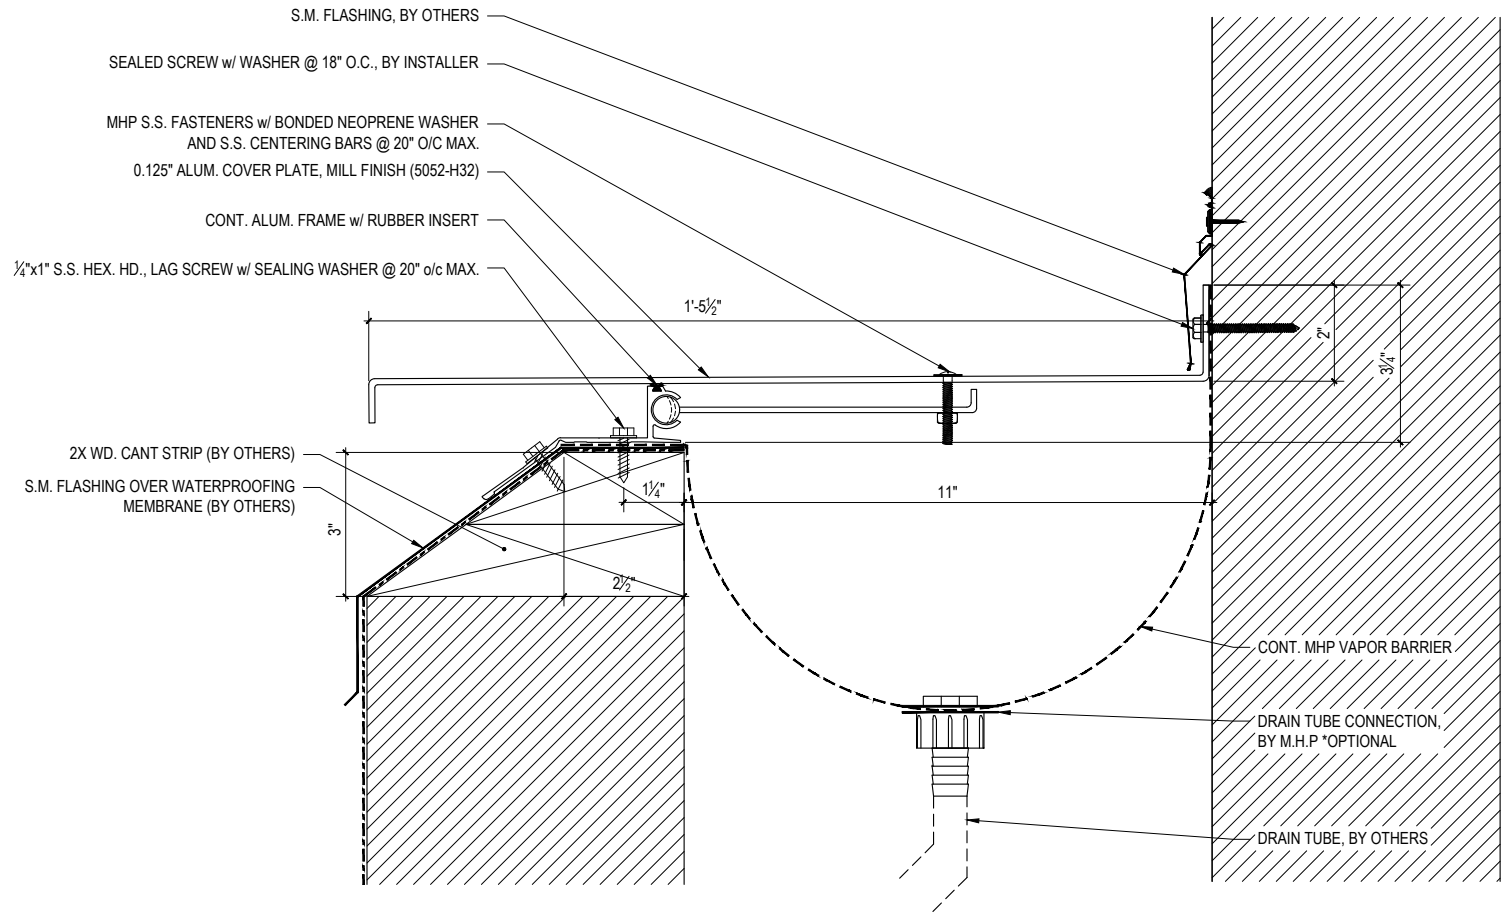 S.M. FLASHING, BY OTHERS
SEALED SCREW w/ WASHER @ 18" O.C., BY INSTALLER
MHP S.S. FASTENERS w/ BONDED NEOPRENE WASHER
AND S.S. CENTERING BARS @ 20" O/C MAX.
0.125" ALUM. COVER PLATE, MILL FINISH (5052-H32)
CONT. ALUM. FRAME w/ RUBBER INSERT
¼"x1" S.S. HEX. HD., LAG SCREW w/ SEALING WASHER @ 20" o/c MAX.
1'-5½"
2"
3¼"
2X WD. CANT STRIP (BY OTHERS)
S.M. FLASHING OVER WATERPROOFING
MEMBRANE (BY OTHERS)
3"
1¼"
11"
2½"
CONT. MHP VAPOR BARRIER
DRAIN TUBE CONNECTION,
BY M.H.P *OPTIONAL
DRAIN TUBE, BY OTHERS